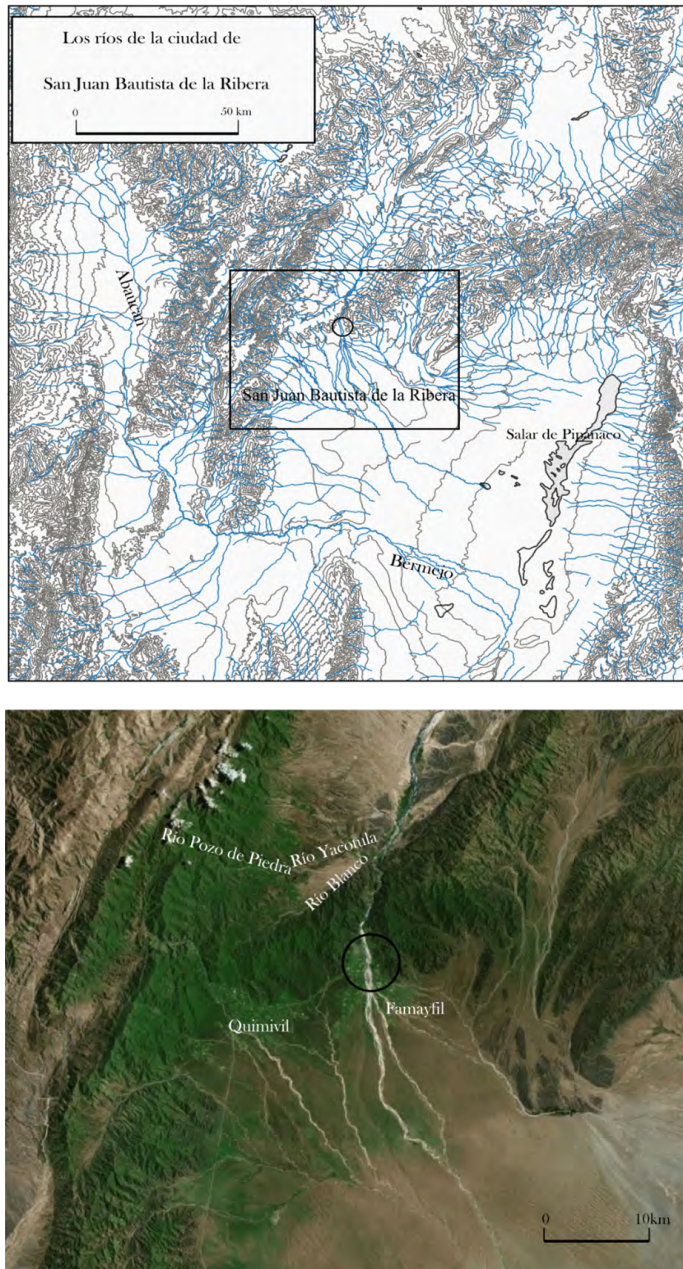 Los ríos de la ciudad de
San Juan Bautista de la Ribera
0 50 km
Abaucan
San Juan Bautista de la Ribera
Salar de Pipanaco
Bermejo
Río Pozo de Piedra
Río Yacotula
Río Blanco
Quimivil
Famayfil
0 10km